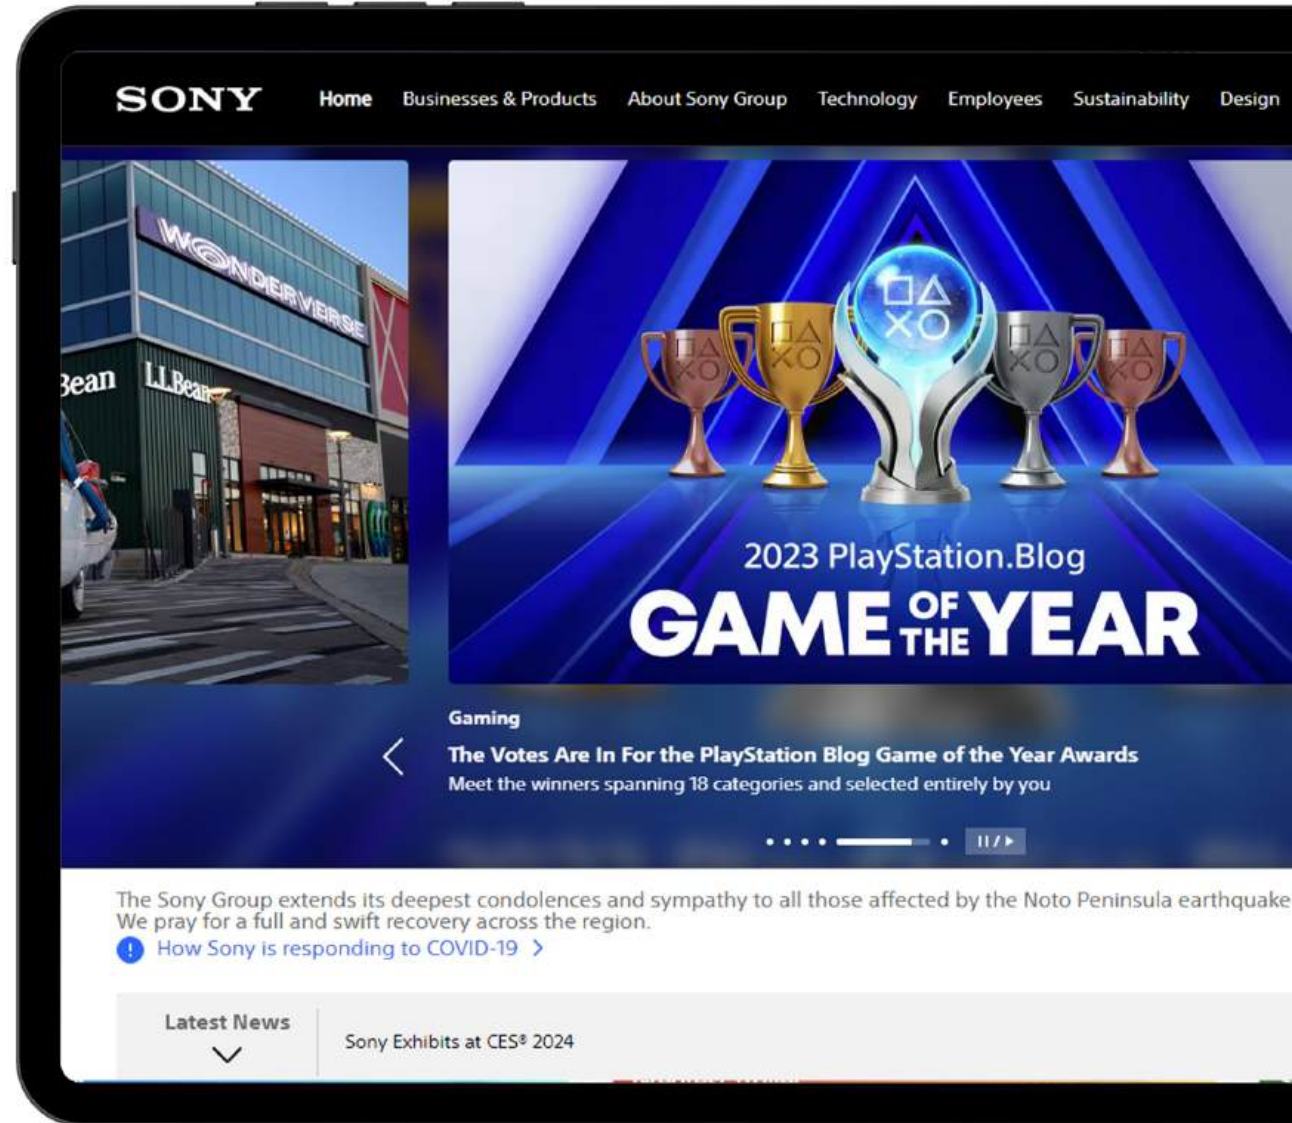 SONY Home Businesses & Products About Sony Group Technology Employees Sustainability Design
WONDERVERSE
Bean L.L.Bean
2023 PlayStation.Blog
GAME OF THE YEAR
Gaming
The Votes Are In For the PlayStation Blog Game of the Year Awards
Meet the winners spanning 18 categories and selected entirely by you
The Sony Group extends its deepest condolences and sympathy to all those affected by the Noto Peninsula earthquake
We pray for a full and swift recovery across the region.
How Sony is responding to COVID-19
Latest News
Sony Exhibits at CES® 2024